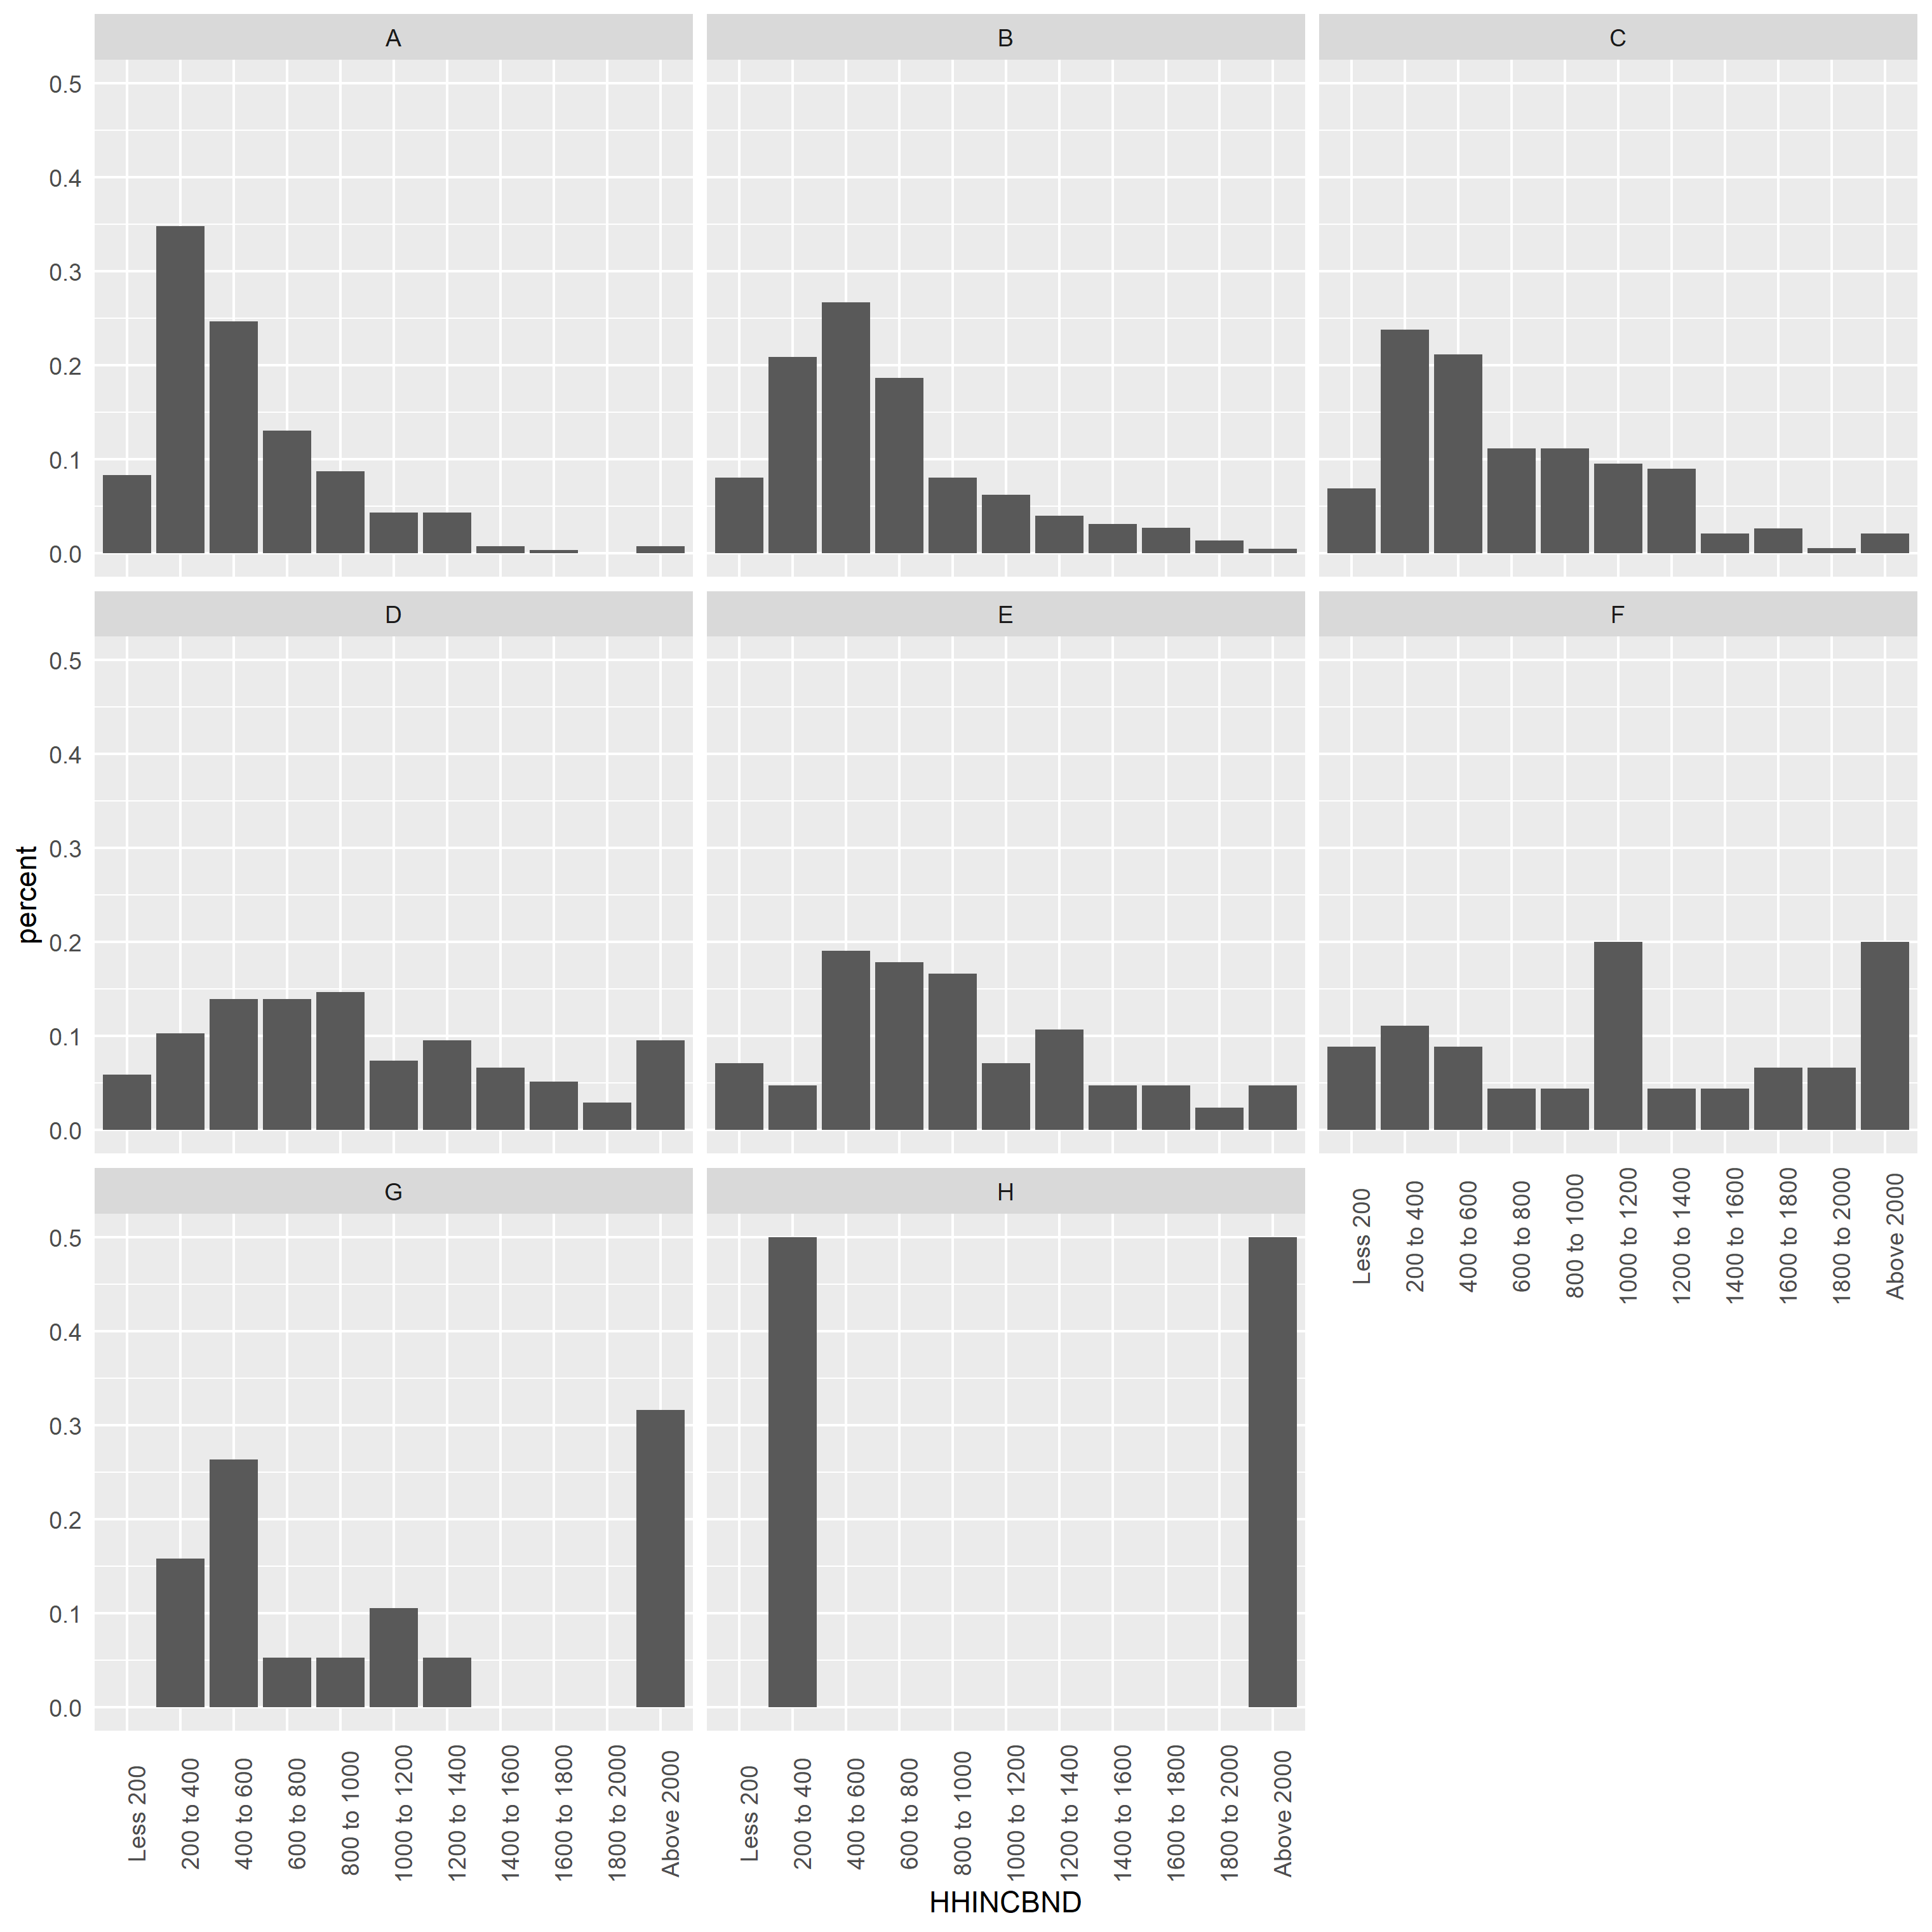 A
B
C
0.5
0.4
0.3
0.2
0.1
0.0
D
E
F
0.5
0.4
0.3
0.2
0.1
0.0
percent
G
H
Less 200
200 to 400
400 to 600
600 to 800
800 to 1000
1000 to 1200
1200 to 1400
1400 to 1600
1600 to 1800
1800 to 2000
Above 2000
0.5
0.4
0.3
0.2
0.1
0.0
Less 200
200 to 400
400 to 600
600 to 800
800 to 1000
1000 to 1200
1200 to 1400
1400 to 1600
1600 to 1800
1800 to 2000
Above 2000
Less 200
200 to 400
400 to 600
600 to 800
800 to 1000
1000 to 1200
1200 to 1400
1400 to 1600
1600 to 1800
1800 to 2000
Above 2000
HHINCBND